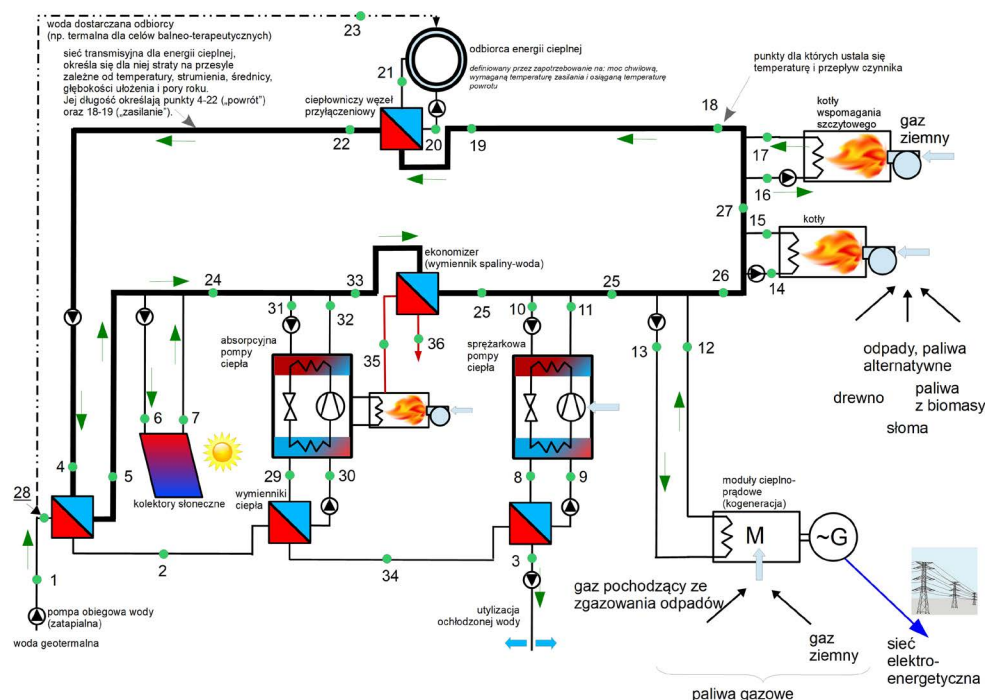 woda dostarczana odbiorcy
(np. termalna dla celów balneo-terapeutycznych)
23
sieć transmisyjna dla energii cieplnej,
określa się dla niej straty na przesyle
zależne od temperatury, strumienia, średnicy,
głębokości ułożenia i pory roku.
Jej długość określają punkty 4-22 („powrót”)
oraz 18-19 („zasilanie”).
odbiorca energii cieplnej
definiowany przez zapotrzebowanie na: moc chwilową,
wymaganą temperaturę zasilania i osiąganą temperaturę
powrotu
21
ciepłowniczy węzeł
przyłączeniowy
22
20
19
18
punkty dla których ustala się
temperaturę i przepływ czynnika
kotły
wspomagania
szczytowego
gaz
ziemny
17
16
27
15
kotły
14
26
24
33
ekonomizer
(wymiennik spaliny-woda)
25
25
31
32
absorpcyjna
pompy
ciepła
35
36
10
11
sprężarkowa
pompy
ciepła
13
12
odpady, paliwa
alternatywne
drewno
paliwa
z biomasy
słoma
6
7
kolektory słoneczne
4
5
28
29
30
wymienniki
ciepła
8
9
moduły cieplno-
prądowe
(kogeneracja)
M
~G
1
2
34
3
pompa obiegowa wody
(zatapialna)
woda geotermalna
utylizacja
ochłodzonej wody
gaz pochodzący ze
zgazowania odpadów
gaz
ziemny
sieć
elektro-
energetyczna
paliwa gazowe